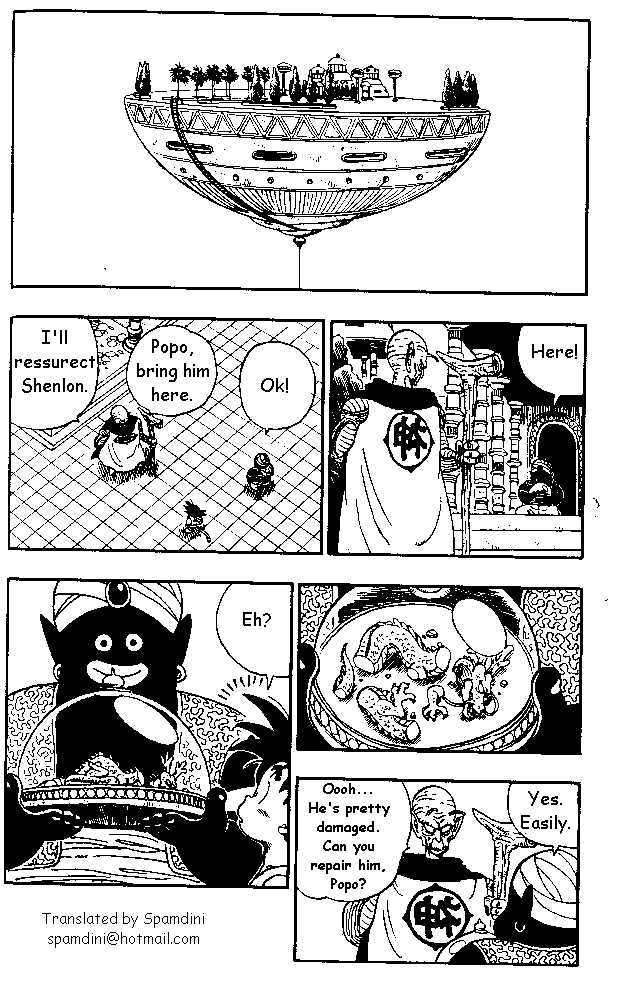 I'll
ressurect
Shenlon.
Popo,
bring him
here.
Ok!
Here!
Eh?
Oooh...
He's pretty
damaged.
Can you
repair him,
Popo?
Yes.
Easily.
Translated by Spamdini
spamdini@hotmail.com